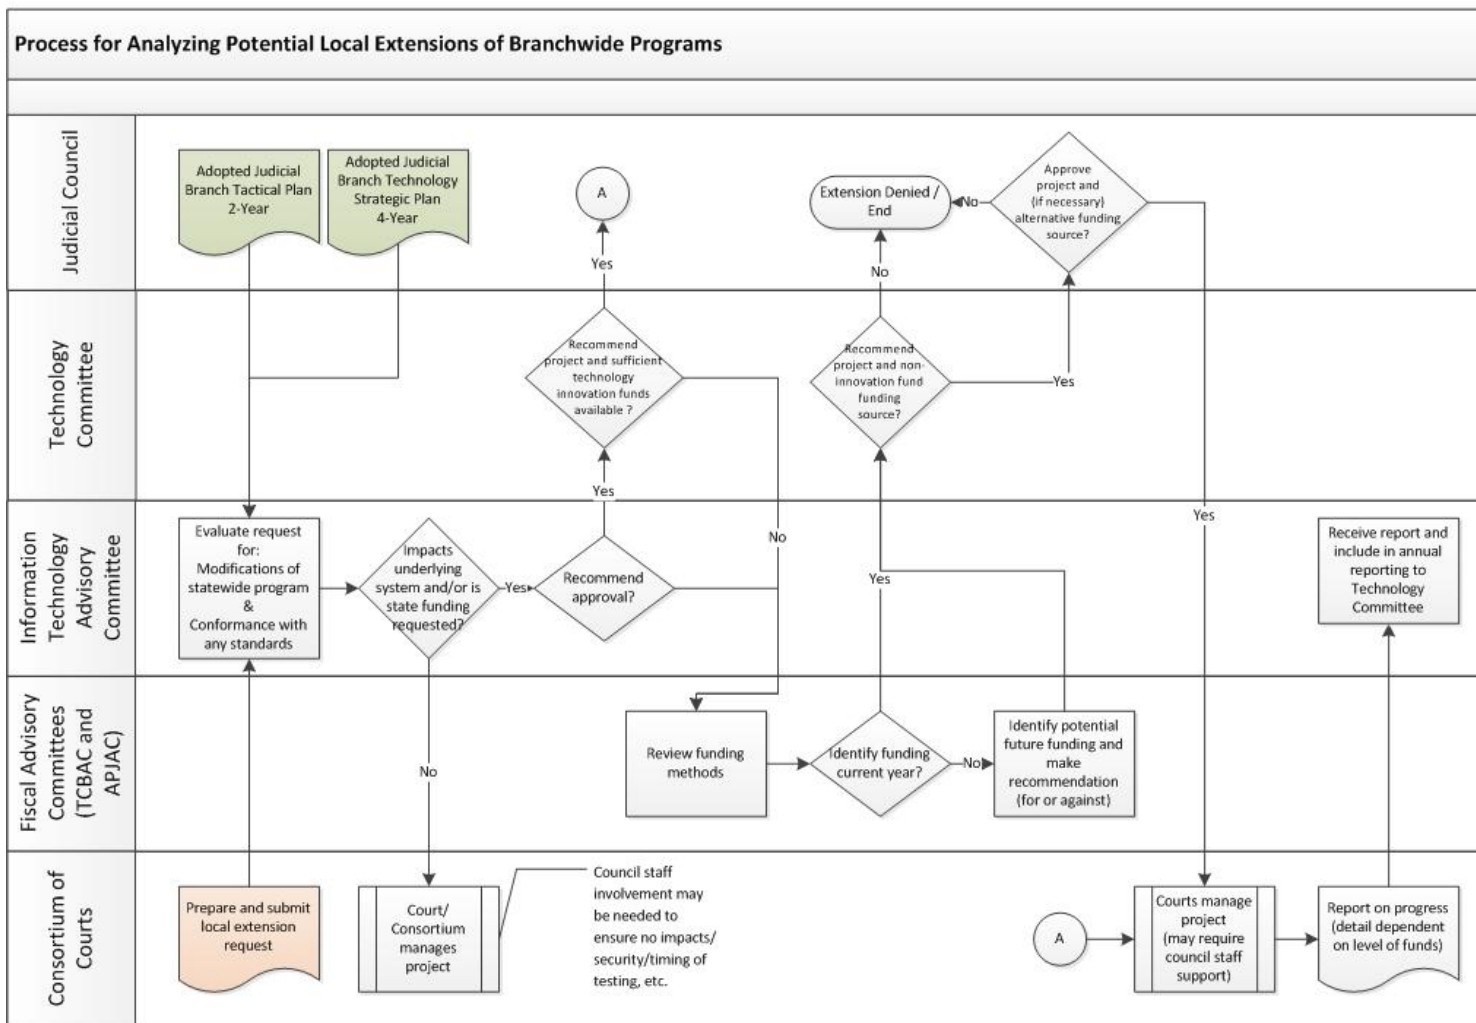 Process for Analyzing Potential Local Extensions of Branchwide Programs
Judicial Council
Adopted Judicial
Branch Tactical Plan
2-Year
Adopted Judicial
Branch Technology
Strategic Plan
4-Year
A
Yes
Extension Denied /
End
No
No
Approve
project and
(if necessary)
alternative funding
source?
Technology
Committee
Recommend
project and sufficient
technology
innovation funds
available ?
Recommend
project and non-
innovation fund
funding
source?
Yes
Information
Technology
Advisory
Committee
Evaluate request
for:
Modifications of
statewide program
&
Conformance with
any standards
Impacts
underlying
system and/or is
state funding
requested?
Yes
Yes
Recommend
approval?
No
Yes
Yes
Receive report and
include in annual
reporting to
Technology
Committee
Fiscal Advisory
Committees
(TCBAC and
APJAC)
No
Review funding
methods
Identify funding
current year?
No
Identify potential
future funding and
make
recommendation
(for or against)
Consortium of
Courts
Prepare and submit
local extension
request
Court/
Consortium
manages
project
Council staff
involvement may
be needed to
ensure no impacts/
security/timing of
testing, etc.
A
Courts manage
project
(may require
council staff
support)
Report on progress
(detail dependent
on level of funds)